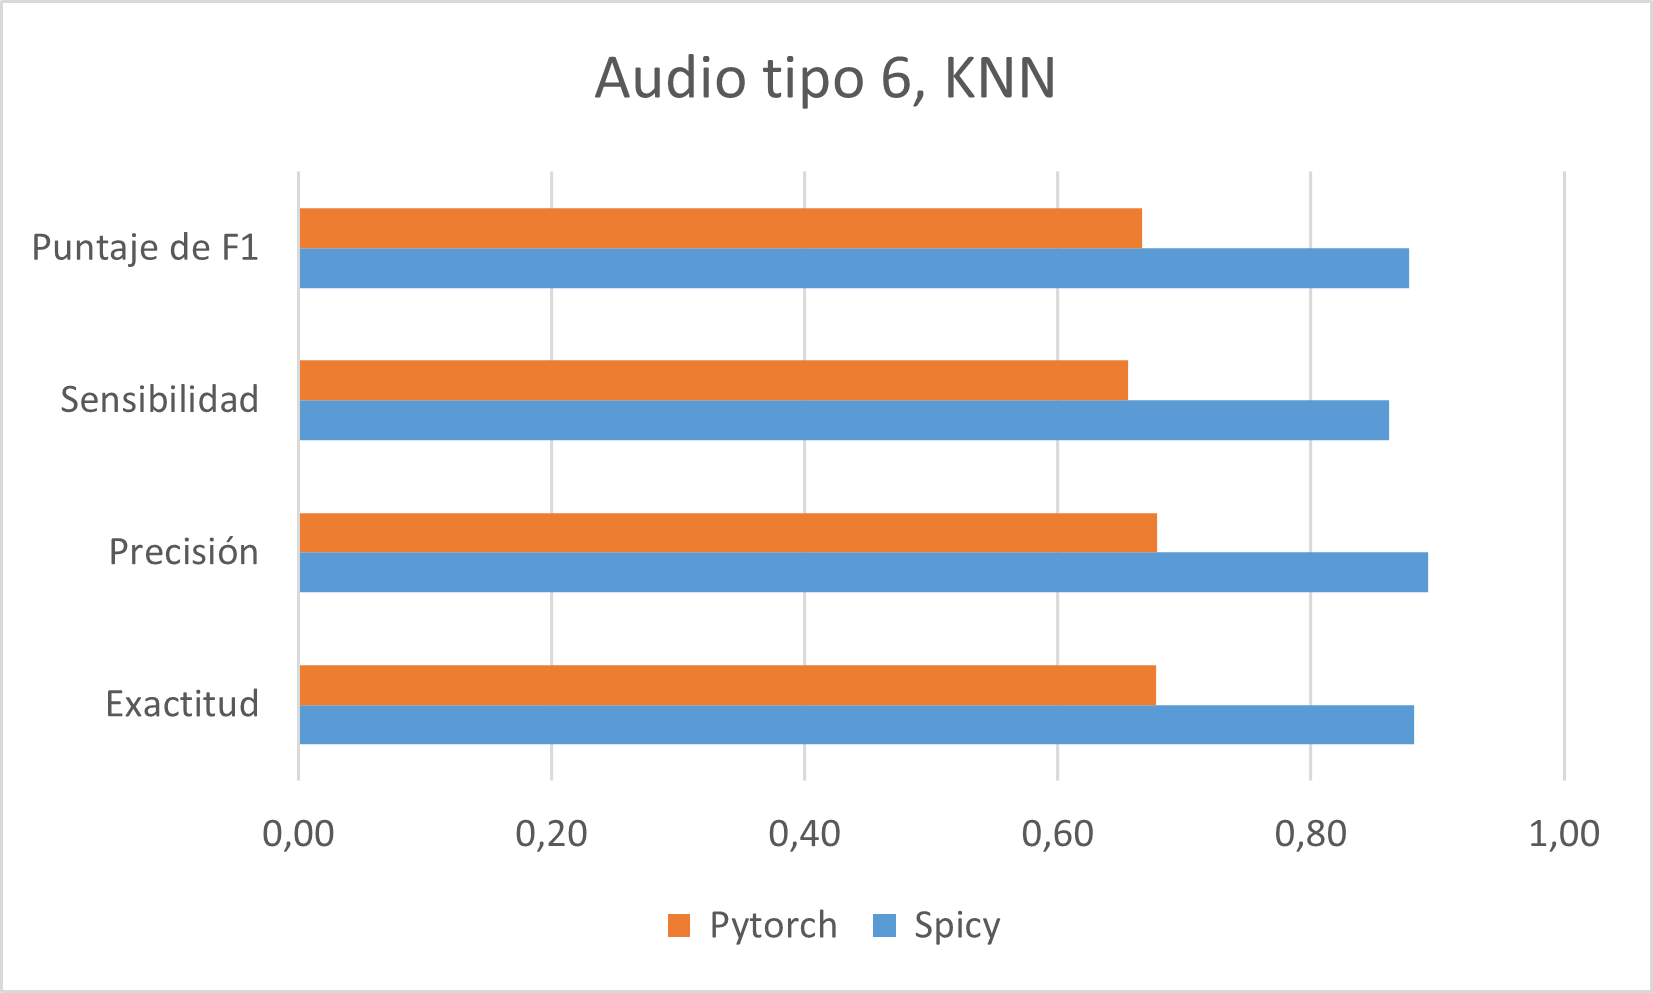 Audio tipo 6, KNN
Puntaje de F1
Sensibilidad
Precisión
Exactitud
0,00 0,20 0,40 0,60 0,80 1,00
Pytorch Spicy